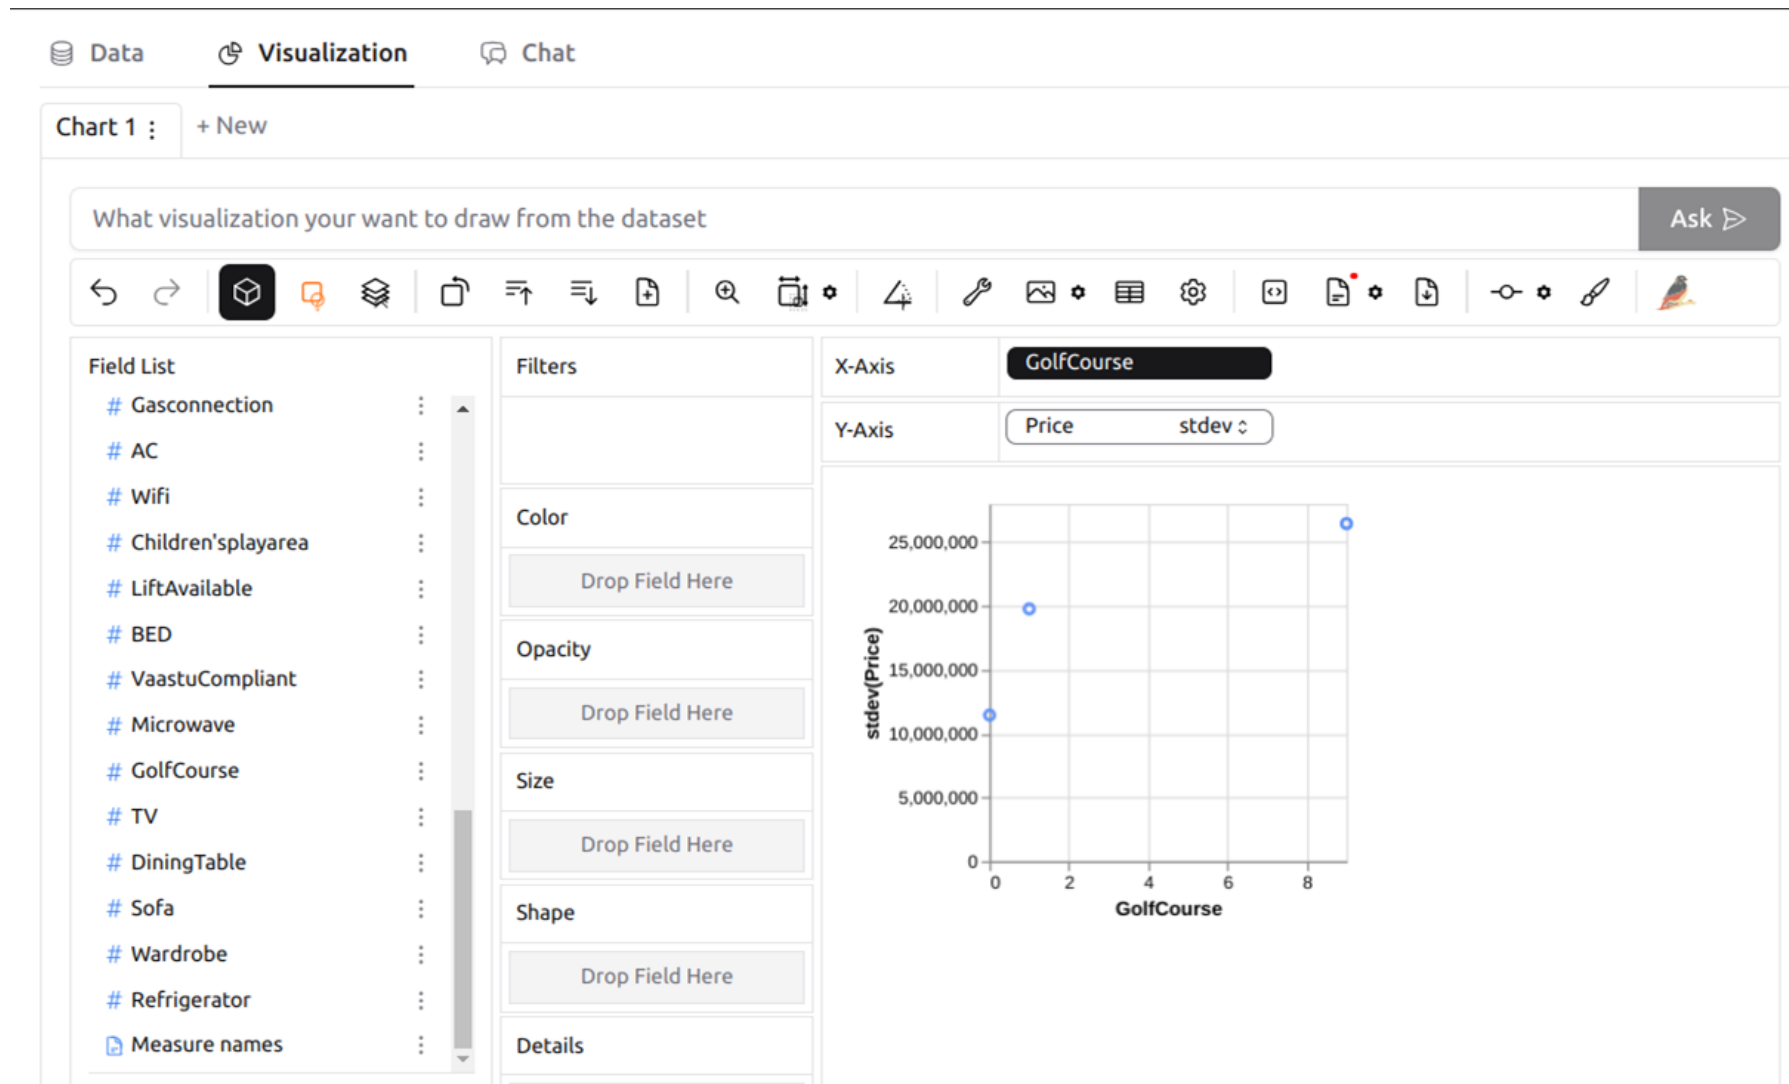 Data Visualization Chat
Chart 1 + New
What visualization your want to draw from the dataset Ask
Field List
Gasconnection
# AC
# Wifi
# Children'splayarea
# LiftAvailable
# BED
# VaastuCompliant
# Microwave
# GolfCourse
# TV
# DiningTable
# Sofa
# Wardrobe
# Refrigerator
Measure names
Filters
Color
Drop Field Here
Opacity
Drop Field Here
Size
Drop Field Here
Shape
Drop Field Here
Details
X-Axis GolfCourse
Y-Axis Price stdev
stdev(Price)
25,000,000
20,000,000
15,000,000
10,000,000
5,000,000
0
0 2 4 6 8
GolfCourse